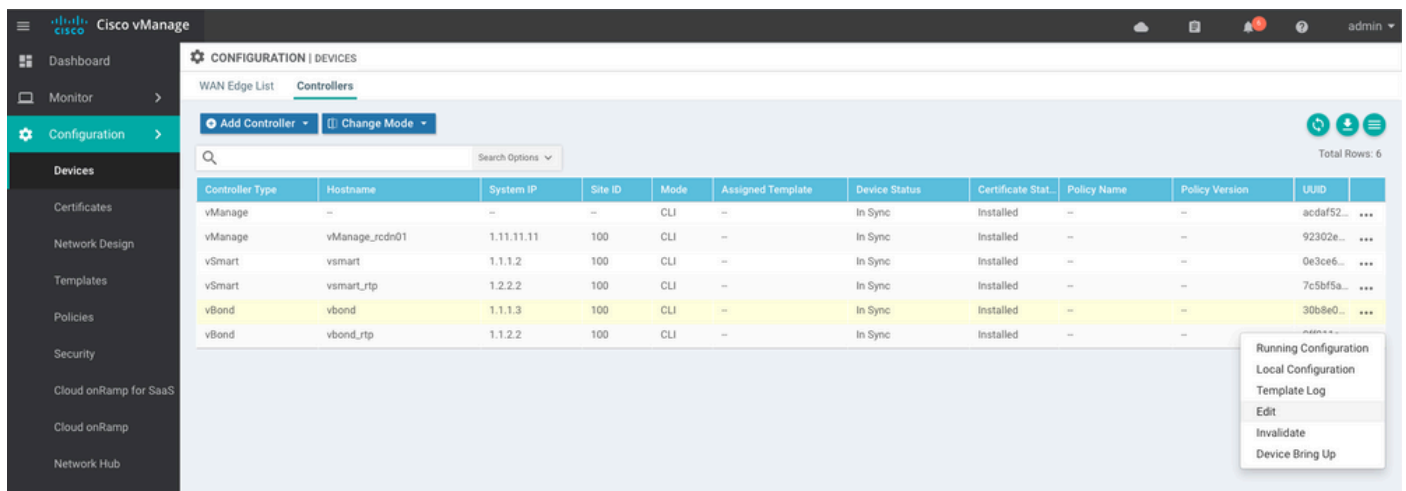 cisco Cisco vManage admin
Dashboard
CONFIGURATION | DEVICES
Monitor
WAN Edge List Controllers
Configuration
Add Controller Change Mode
Devices
Search Options Total Rows: 6
Certificates
Network Design
Templates
Policies
Security
Cloud onRamp for SaaS
Cloud onRamp
Network Hub
Controller Type Hostname System IP Site ID Mode Assigned Template Device Status Certificate Stat... Policy Name Policy Version UUID
vManage -- -- -- CLI -- In Sync Installed -- -- acdaf52... •••
vManage vManage_rcdn01 1.11.11.11 100 CLI -- In Sync Installed -- -- 92302e... •••
vSmart vsmart 1.1.1.2 100 CLI -- In Sync Installed -- -- 0e3ce6... •••
vSmart vsmart_rtp 1.2.2.2 100 CLI -- In Sync Installed -- -- 7c5bf5a... •••
vBond vbond 1.1.1.3 100 CLI -- In Sync Installed -- -- 30b8e0... •••
vBond vbond_rtp 1.1.2.2 100 CLI -- In Sync Installed -- --
Running Configuration
Local Configuration
Template Log
Edit
Invalidate
Device Bring Up